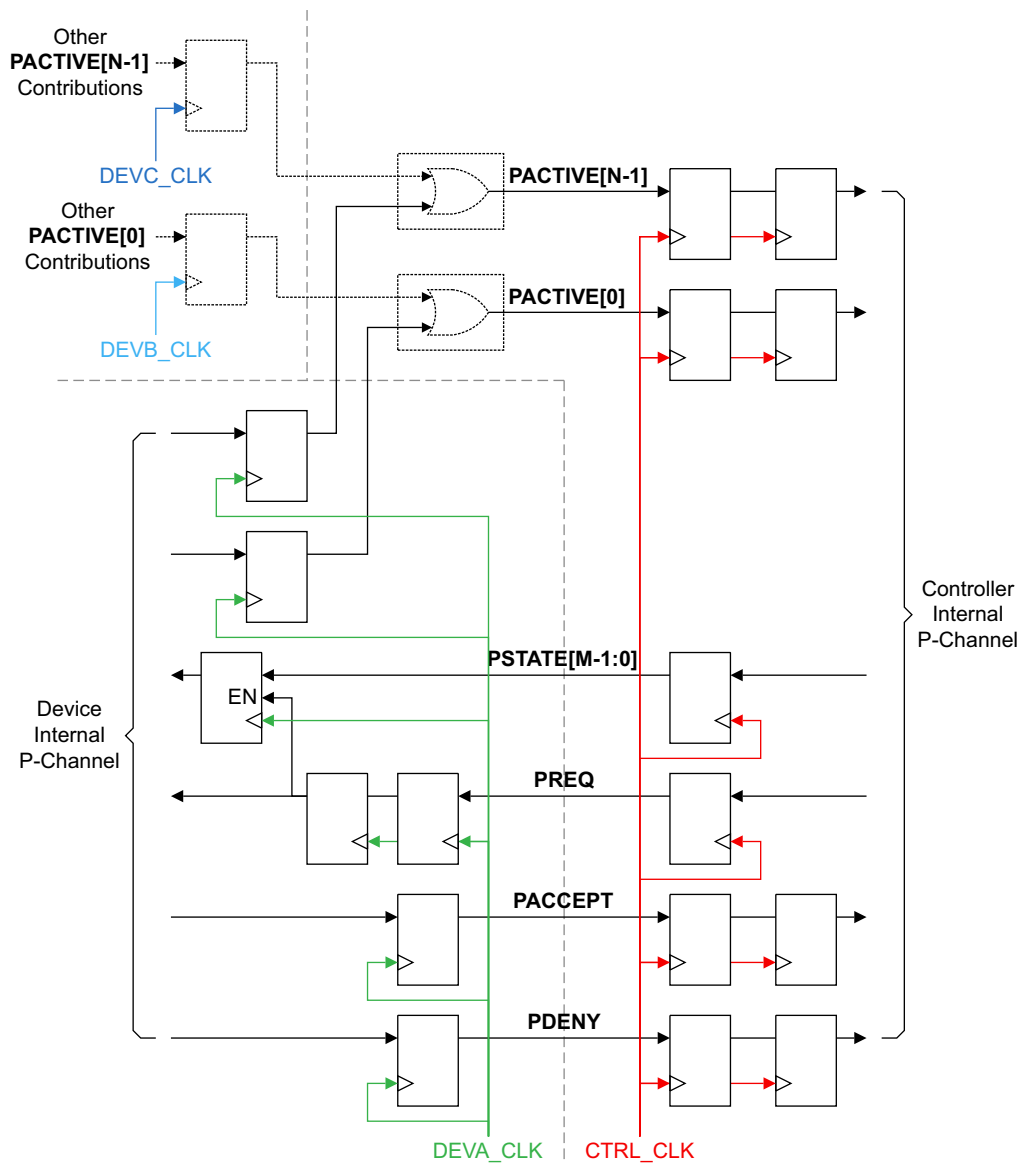 Other
PACTIVE[N-1]
Contributions
DEVC_CLK
PACTIVE[N-1]
Other
PACTIVE[0]
Contributions
DEVB_CLK
PACTIVE[0]
Controller
Internal
P-Channel
PSTATE[M-1:0]
EN
Device
Internal
P-Channel
PREQ
PACCEPT
PDENY
DEVA_CLK
CTRL_CLK